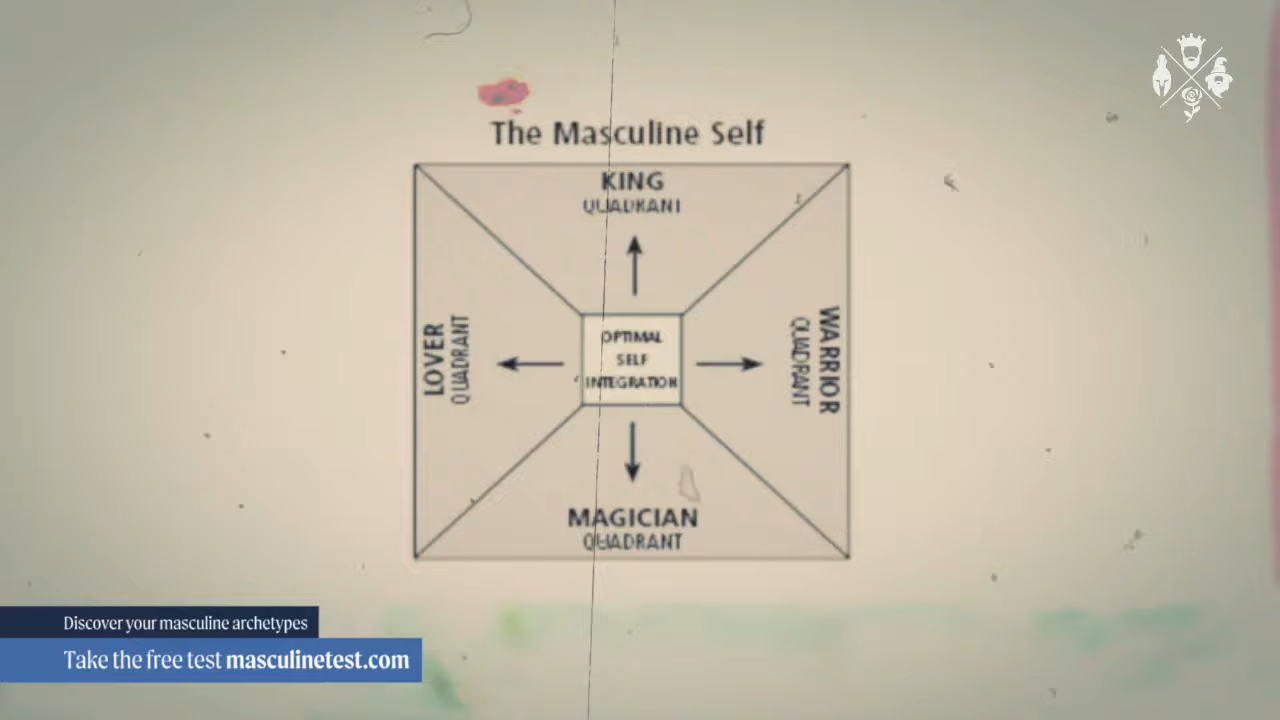 The Masculine Self
KING
QUADRANT
LOVER
QUADRANT
OPTIMAL
SELF
INTEGRATION
WARRIOR
QUADRANT
MAGICIAN
QUADRANT
Discover your masculine archetypes
Take the free test masculinetest.com